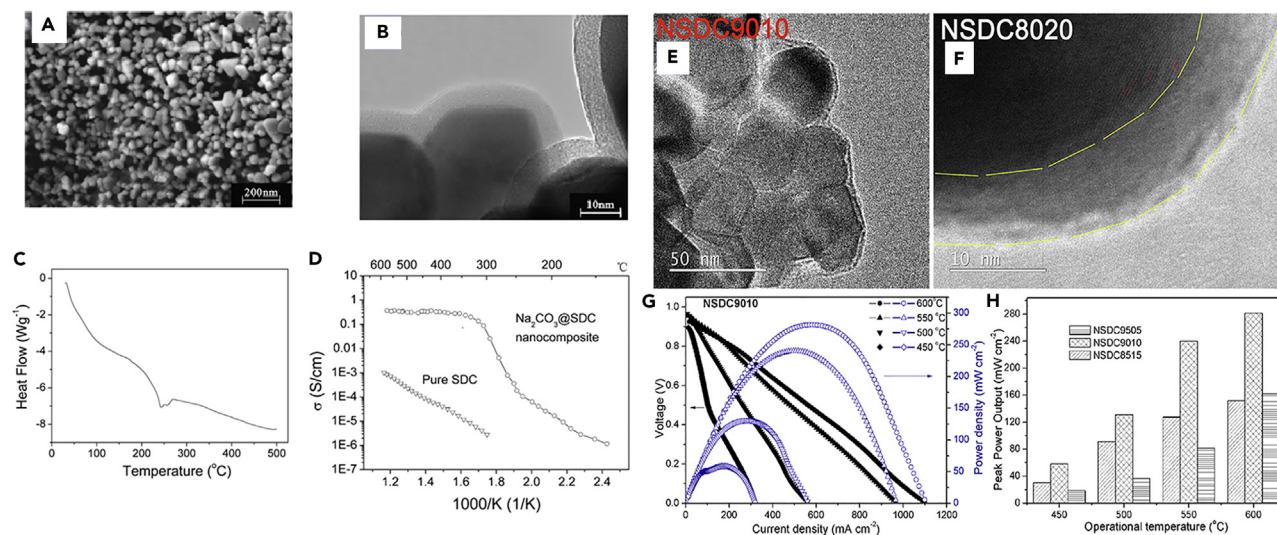 A
200nm
B
10nm
NSDC9010
E
50 nm
NSDC8020
F
10 nm
C
0
-2
-4
-6
-8
Heat Flow (Wg⁻¹)
0 100 200 300 400 500
Temperature (°C)
D
600 500 400 300 200 °C
10
1
0.1
0.01
1E-3
1E-4
1E-5
1E-6
1E-7
σ (S/cm)
Na₂CO₃@SDC
nanocomposite
Pure SDC
1.2 1.4 1.6 1.8 2.0 2.2 2.4
1000/K (1/K)
G
NSDC9010
600°C
550 °C
500 °C
450 °C
1.0
0.8
0.6
0.4
0.2
0.0
Voltage (V)
300
250
200
150
100
50
0
Power density (mW cm⁻²)
0 200 400 600 800 1000 1200
Current density (mA cm⁻²)
H
NSDC9505
NSDC9010
NSDC8515
280
240
200
160
120
80
40
0
Peak Power Output (mW cm⁻²)
450 500 550 600
Operational temperature (°C)